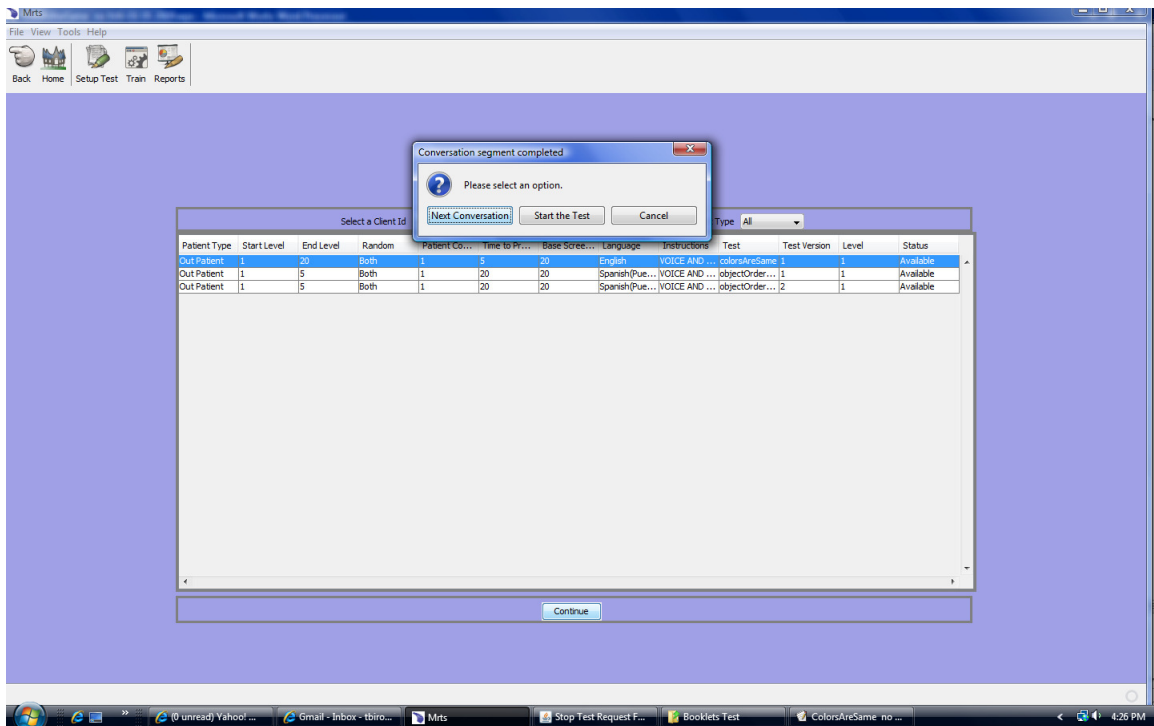 Mrts
File View Tools Help
Back Home Setup Test Train Reports
Conversation segment completed
Please select an option.
Next Conversation Start the Test Cancel
Select a Client Id Type All
Patient Type Start Level End Level Random Patient Co... Time to Pr... Base Scree... Language Instructions Test Test Version Level Status
Out Patient 1 20 Both 1 5 20 English VOICE AND ... colorsAreSame 1 1 Available
Out Patient 1 5 Both 1 20 20 Spanish(Pue... VOICE AND ... objectOrder... 1 1 Available
Out Patient 1 5 Both 1 20 20 Spanish(Pue... VOICE AND ... objectOrder... 2 1 Available
Continue
(0 unread) Yahoo! ... Gmail - Inbox - tbiro... Mrts Stop Test Request F... Booklets Test ColorsAreSame no ... 4:26 PM